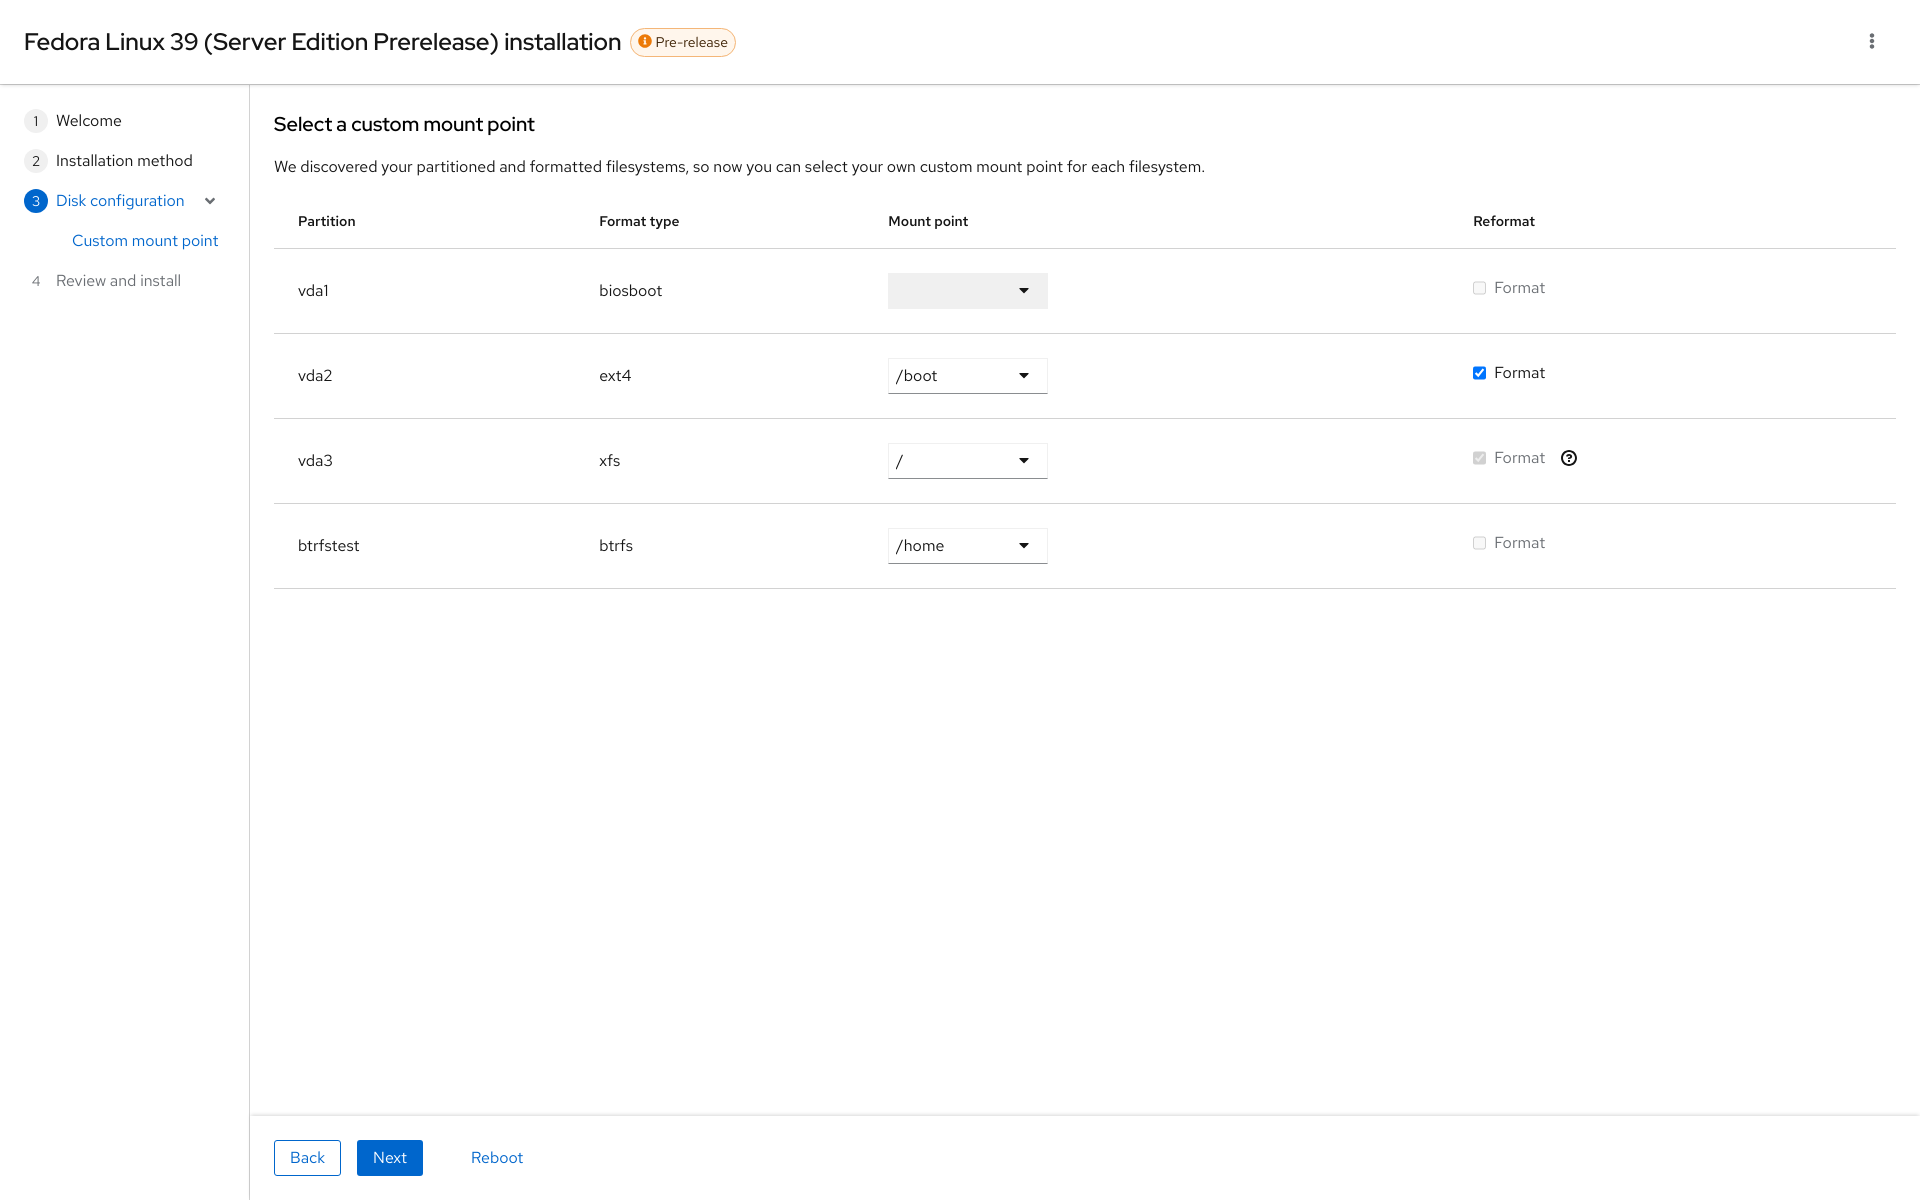 Fedora Linux 39 (Server Edition Prerelease) installation Pre-release
1 Welcome
2 Installation method
3 Disk configuration
Custom mount point
4 Review and install
Select a custom mount point
We discovered your partitioned and formatted filesystems, so now you can select your own custom mount point for each filesystem.
Partition Format type Mount point Reformat
vda1 biosboot Format
vda2 ext4 /boot Format
vda3 xfs / Format
btrfstest btrfs /home Format
Back Next Reboot